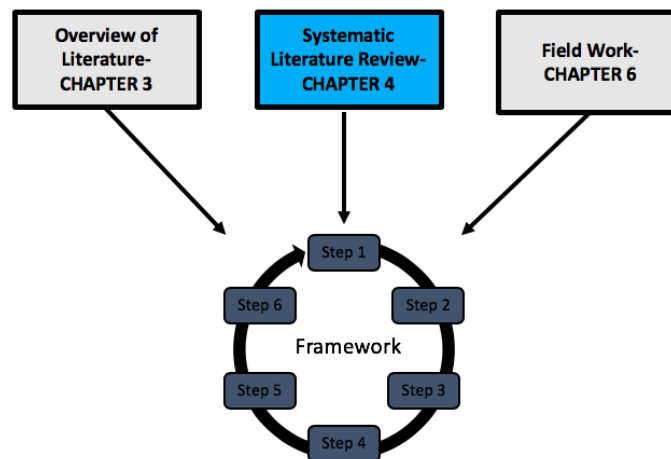 Overview of
Literature-
CHAPTER 3
Systematic
Literature Review-
CHAPTER 4
Field Work-
CHAPTER 6
Step 1
Step 6
Step 2
Framework
Step 5
Step 3
Step 4